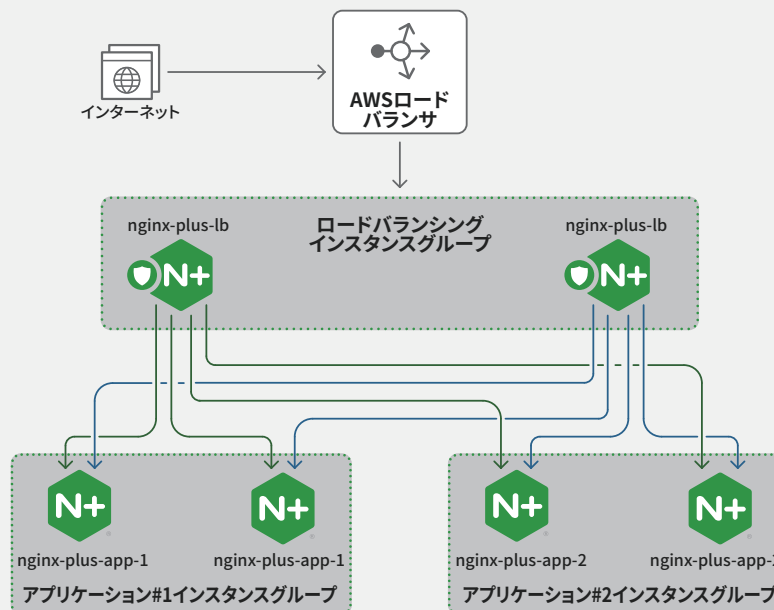 インターネット
AWSロード
バランサ
nginx-plus-lb
ロードバランシング
インスタンスグループ
nginx-plus-lb
N+
N+
N+
N+
N+
N+
nginx-plus-app-1
nginx-plus-app-1
nginx-plus-app-2
アプリケーション#1インスタンスグループ
アプリケーション#2インスタンスグループ